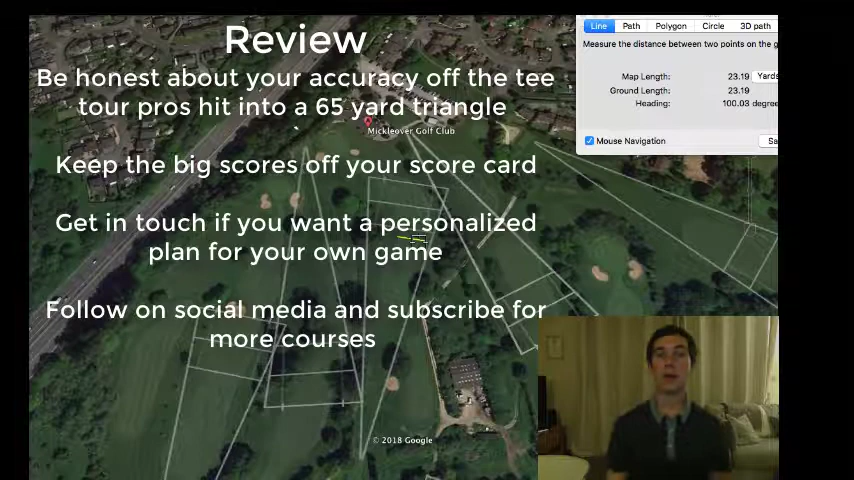 Review
Be honest about your accuracy off the tee
tour pros hit into a 65 yard triangle
Keep the big scores off your score card
Get in touch if you want a personalized
plan for your own game
Follow on social media and subscribe for
more courses
Line Path Polygon Circle 3D path
Measure the distance between two points on the g
Map Length: 23.19 Yards
Ground Length: 23.19
Heading: 100.03 degree
Mouse Navigation Sa
Mickleover Golf Club
© 2018 Google